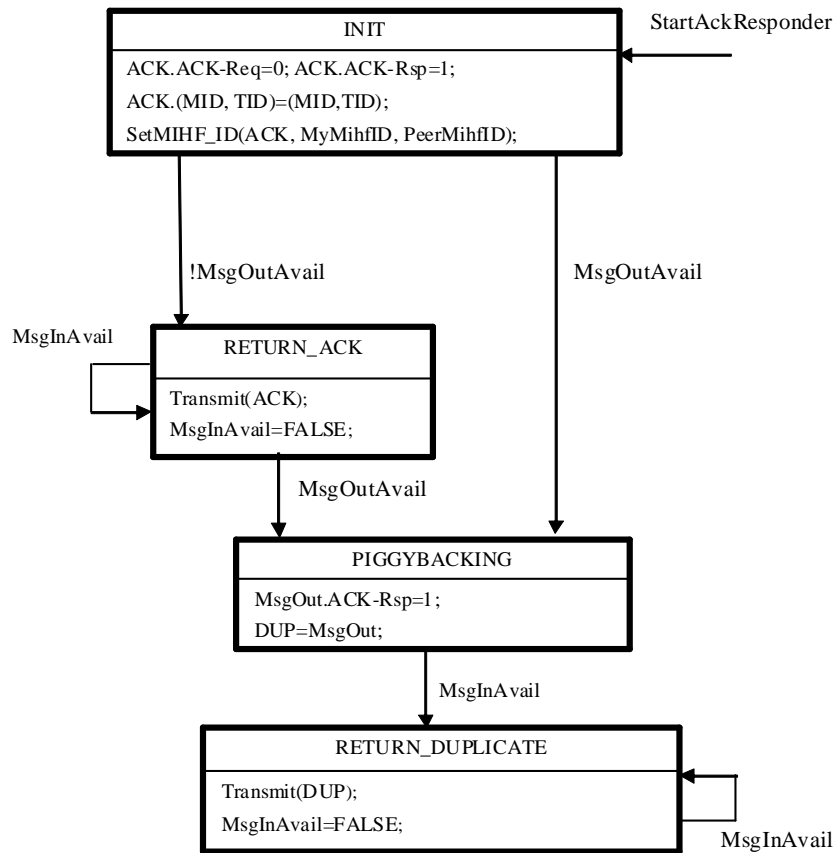 INIT
StartAckResponder
ACK.ACK-Req=0; ACK.ACK-Rsp=1;
ACK.(MID, TID)=(MID,TID);
SetMIHF_ID(ACK, MyMihfID, PeerMihfID);
!MsgOutAvail
MsgOutAvail
MsgInAvail
RETURN_ACK
Transmit(ACK);
MsgInAvail=FALSE;
MsgOutAvail
PIGGYBACKING
MsgOut.ACK-Rsp=1;
DUP=MsgOut;
MsgInAvail
RETURN_DUPLICATE
Transmit(DUP);
MsgInAvail=FALSE;
MsgInAvail